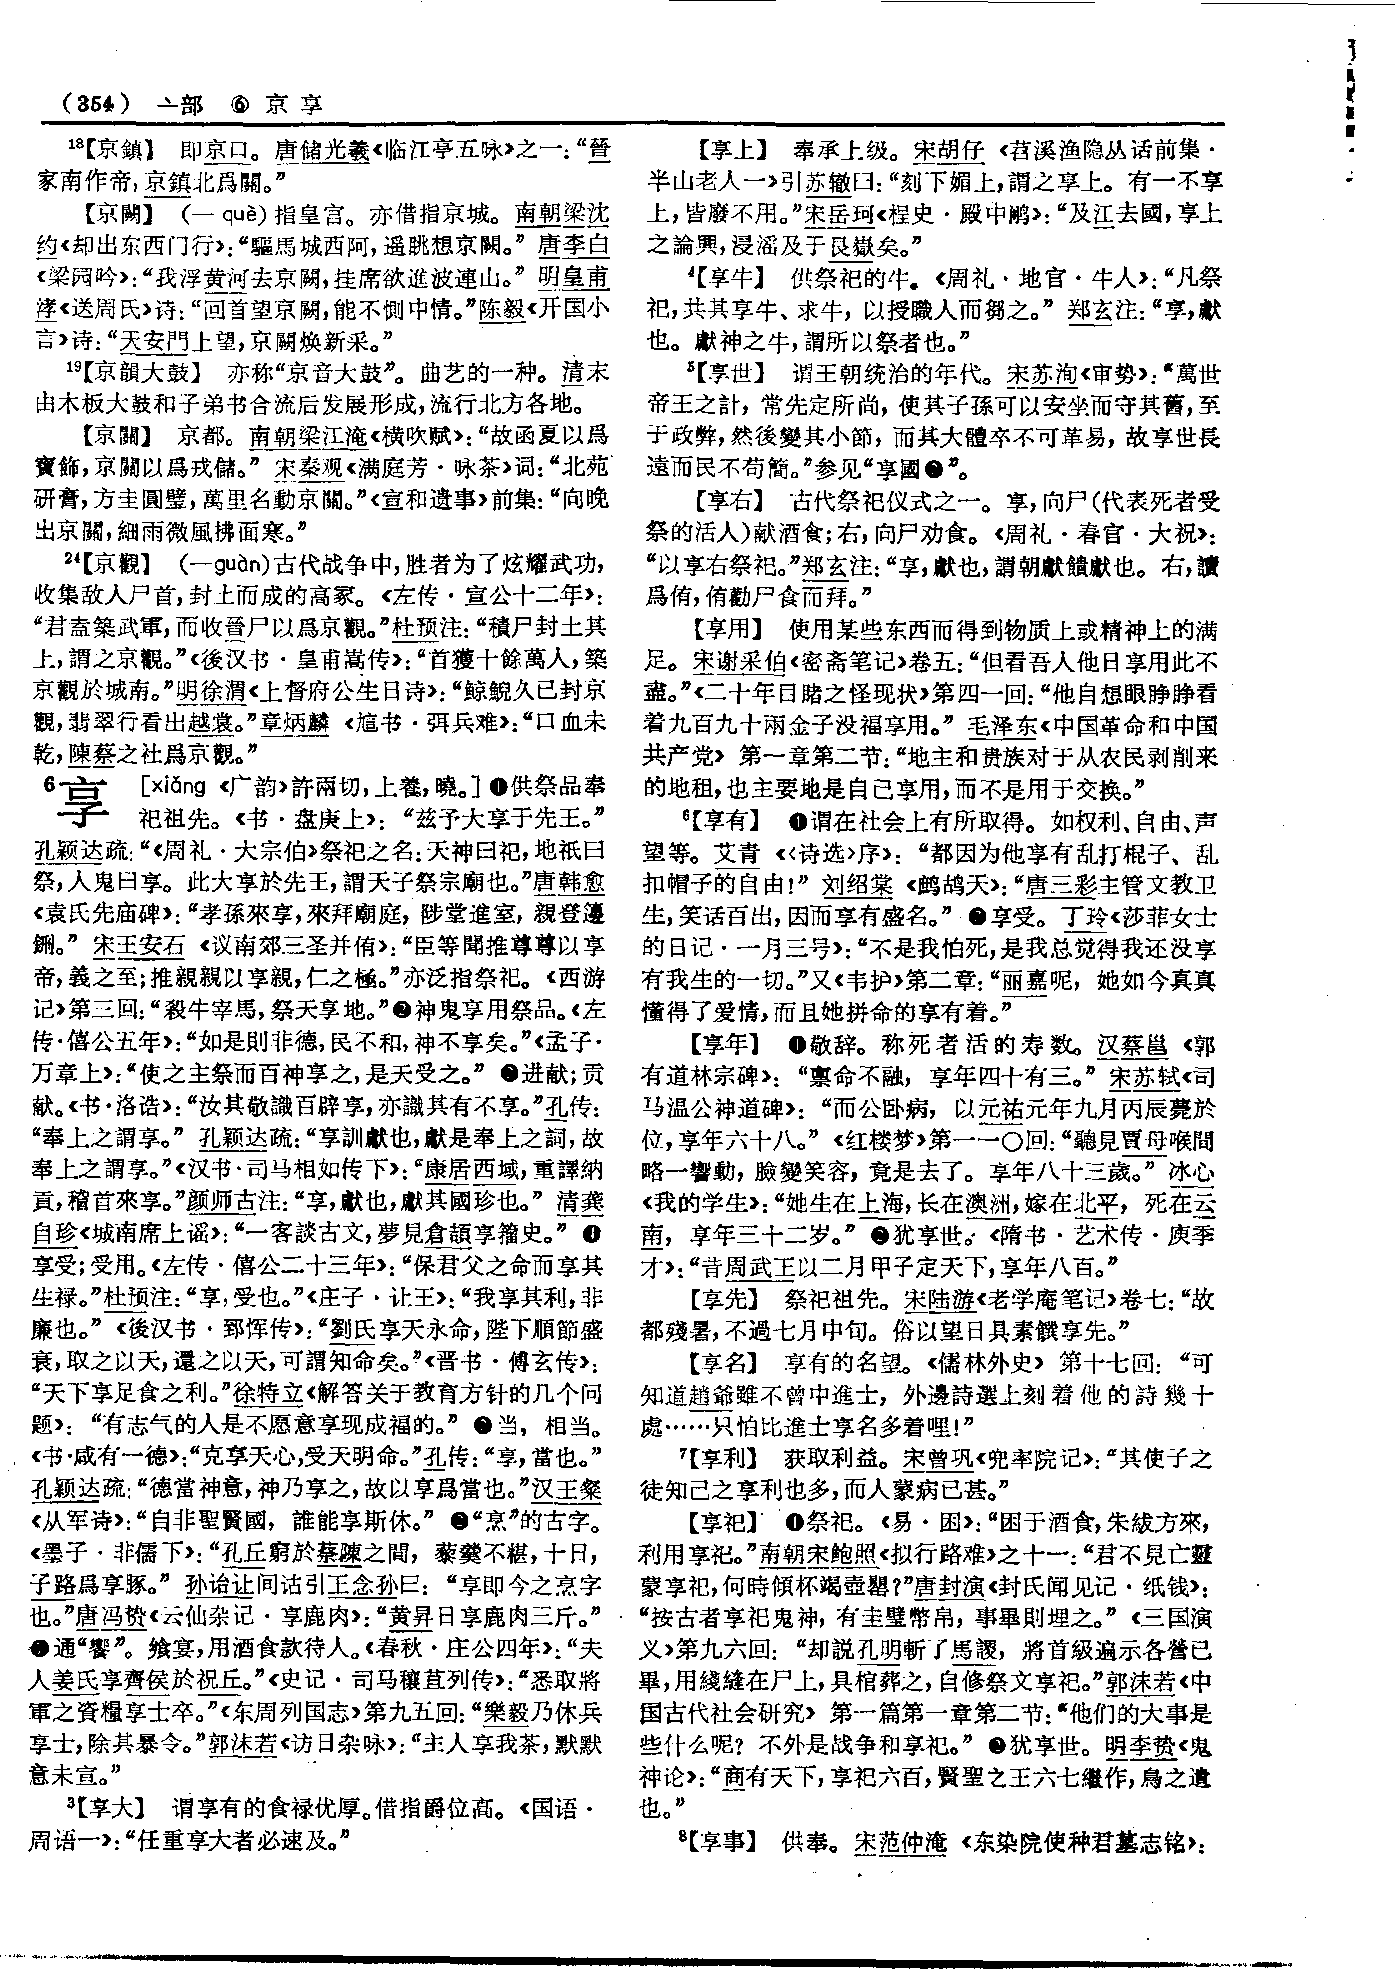 (354) 亠部 ⑥ 京享
¹⁸【京鎮】 即京口。唐储光羲《临江亭五咏》之一：“晉
家南作帝，京鎮北爲關。”
【京闕】 (一 què)指皇宫。亦借指京城。南朝梁沈
约《却出东西门行》：“驅馬城西阿，遥眺想京闕。” 唐李白
《梁园吟》：“我浮黄河去京闕，挂席欲進波連山。” 明皇甫
涍《送周氏》诗：“回首望京闕，能不惻中情。”陈毅《开国小
言》诗：“天安門上望，京闕焕新采。”
¹⁹【京韻大鼓】 亦称“京音大鼓”。曲艺的一种。清末
由木板大鼓和子弟书合流后发展形成，流行北方各地。
【京關】 京都。南朝梁江淹《横吹赋》：“故函夏以爲
寶飾，京關以爲戎儲。” 宋秦观《满庭芳·咏茶》词：“北苑
研膏，方圭圓璧，萬里名動京關。”《宣和遗事》前集：“向晚
出京關，細雨微風拂面寒。”
²⁴【京觀】 (一guàn)古代战争中，胜者为了炫耀武功，
收集敌人尸首，封土而成的高冢。《左传·宣公十二年》：
“君盍築武軍，而收晉尸以爲京觀。”杜预注：“積尸封土其
上，謂之京觀。”《後汉书·皇甫嵩传》：“首獲十餘萬人，築
京觀於城南。”明徐渭《上督府公生日诗》：“鲸鲵久已封京
觀，翡翠行看出越裳。”章炳麟 《訄书·弭兵难》：“口血未
乾，陳蔡之社爲京觀。”
6享 [xiǎng 《广韵》許兩切，上養，曉。]❶供祭品奉
祀祖先。《书·盘庚上》：“兹予大享于先王。”
孔颖达疏：“《周礼·大宗伯》祭祀之名：天神曰祀，地祇曰
祭，人鬼曰享。此大享於先王，謂天子祭宗廟也。”唐韩愈
《袁氏先庙碑》：“孝孫來享，來拜廟庭，陟堂進室，親登籩
鉶。” 宋王安石 《议南郊三圣并侑》：“臣等聞推尊尊以享
帝，義之至；推親親以享親，仁之極。”亦泛指祭祀。《西游
记》第三回：“殺牛宰馬，祭天享地。”❷神鬼享用祭品。《左
传·僖公五年》：“如是則非德，民不和，神不享矣。”《孟子·
万章上》：“使之主祭而百神享之，是天受之。” ❸进献；贡
献。《书·洛诰》：“汝其敬識百辟享，亦識其有不享。”孔传：
“奉上之謂享。” 孔颖达疏：“享訓獻也，獻是奉上之詞，故
奉上之謂享。”《汉书·司马相如传下》：“康居西域，重譯納
貢，稽首來享。”颜师古注：“享，獻也，獻其國珍也。” 清龚
自珍《城南席上谣》：“一客談古文，夢見倉頡享籀史。” ❹
享受；受用。《左传·僖公二十三年》：“保君父之命而享其
生禄。”杜预注：“享，受也。”《庄子·让王》：“我享其利，非
廉也。” 《後汉书·郅恽传》：“劉氏享天永命，陛下順節盛
衰，取之以天，還之以天，可謂知命矣。”《晋书·傅玄传》：
“天下享足食之利。”徐特立《解答关于教育方针的几个问
题》：“有志气的人是不愿意享现成福的。” ❺当，相当。
《书·咸有一德》：“克享天心，受天明命。”孔传：“享，當也。”
孔颖达疏：“德當神意，神乃享之，故以享爲當也。”汉王粲
《从军诗》：“自非聖賢國，誰能享斯休。” ❻“烹”的古字。
《墨子·非儒下》：“孔丘窮於蔡陳之間，藜羹不糂，十日，
子路爲享豚。” 孙诒让间诂引王念孙曰：“享即今之烹字
也。”唐冯贽《云仙杂记·享鹿肉》：“黄昇日享鹿肉三斤。”
❼通“饗”。飨宴，用酒食款待人。《春秋·庄公四年》：“夫
人姜氏享齊侯於祝丘。”《史记·司马穰苴列传》：“悉取將
軍之資糧享士卒。”《东周列国志》第九五回：“樂毅乃休兵
享士，除其暴令。”郭沫若《访日杂咏》：“主人享我茶，默默
意未宣。”
³【享大】 谓享有的食禄优厚。借指爵位高。《国语·
周语一》：“任重享大者必速及。”
【享上】 奉承上级。宋胡仔 《苕溪渔隐丛话前集·
半山老人一》引苏辙曰：“刻下媚上，謂之享上。有一不享
上，皆廢不用。”宋岳珂《桯史·殿中鹇》：“及江去國，享上
之論興，浸滛及于艮嶽矣。”
⁴【享牛】 供祭祀的牛。《周礼·地官·牛人》：“凡祭
祀，共其享牛、求牛，以授職人而芻之。” 郑玄注：“享，獻
也。獻神之牛，謂所以祭者也。”
⁵【享世】 谓王朝统治的年代。宋苏洵《审势》：“萬世
帝王之計，常先定所尚，使其子孫可以安坐而守其舊，至
于政弊，然後變其小節，而其大體卒不可革易，故享世長
遠而民不苟簡。”参见“享國❷”。
【享右】 古代祭祀仪式之一。享，向尸(代表死者受
祭的活人)献酒食；右，向尸劝食。《周礼·春官·大祝》：
“以享右祭祀。”郑玄注：“享，獻也，謂朝獻饋獻也。右，讀
爲侑，侑勸尸食而拜。”
【享用】 使用某些东西而得到物质上或精神上的满
足。宋谢采伯《密斋笔记》卷五：“但看吾人他日享用此不
盡。”《二十年目睹之怪现状》第四一回：“他自想眼睁睁看
着九百九十兩金子没福享用。” 毛泽东《中国革命和中国
共产党》 第一章第二节：“地主和贵族对于从农民剥削来
的地租，也主要地是自己享用，而不是用于交换。”
⁶【享有】 ❶谓在社会上有所取得。如权利、自由、声
望等。艾青 《〈诗选〉序》：“都因为他享有乱打棍子、乱
扣帽子的自由！” 刘绍棠 《鹧鸪天》：“唐三彩主管文教卫
生，笑话百出，因而享有盛名。” ❷享受。丁玲《莎菲女士
的日记·一月三号》：“不是我怕死，是我总觉得我还没享
有我生的一切。”又《韦护》第二章：“丽嘉呢，她如今真真
懂得了爱情，而且她拼命的享有着。”
【享年】 ❶敬辞。称死者活的寿数。汉蔡邕 《郭
有道林宗碑》：“禀命不融，享年四十有三。” 宋苏轼《司
马温公神道碑》：“而公卧病，以元祐元年九月丙辰薨於
位，享年六十八。”《红楼梦》第一一〇回：“聽見賈母喉間
略一響動，臉變笑容，竟是去了。享年八十三歲。” 冰心
《我的学生》：“她生在上海，长在澳洲，嫁在北平，死在云
南，享年三十二岁。” ❷犹享世。《隋书·艺术传·庾季
才》：“昔周武王以二月甲子定天下，享年八百。”
【享先】 祭祀祖先。宋陆游《老学庵笔记》卷七：“故
都殘暑，不過七月中旬。俗以望日具素饌享先。”
【享名】 享有的名望。《儒林外史》 第十七回：“可
知道趙爺雖不曾中進士，外邊詩選上刻着他的詩幾十
處……只怕比進士享名多着哩！”
⁷【享利】 获取利益。宋曾巩《兜率院记》：“其使子之
徒知己之享利也多，而人蒙病已甚。”
【享祀】 ❶祭祀。《易·困》：“困于酒食，朱紱方來，
利用享祀。”南朝宋鲍照《拟行路难》之十一：“君不見亡靈
蒙享祀，何時傾杯竭壺罌？”唐封演《封氏闻见记·纸钱》：
“按古者享祀鬼神，有圭璧幣帛，事畢則埋之。” 《三国演
义》第九六回：“却説孔明斬了馬謖，將首級遍示各營已
畢，用綫縫在尸上，具棺葬之，自修祭文享祀。”郭沫若《中
国古代社会研究》 第一篇第一章第二节：“他们的大事是
些什么呢？不外是战争和享祀。” ❷犹享世。明李贽《鬼
神论》：“商有天下，享祀六百，賢聖之王六七繼作，鳥之遺
也。”
⁸【享事】 供奉。宋范仲淹 《东染院使种君墓志铭》：